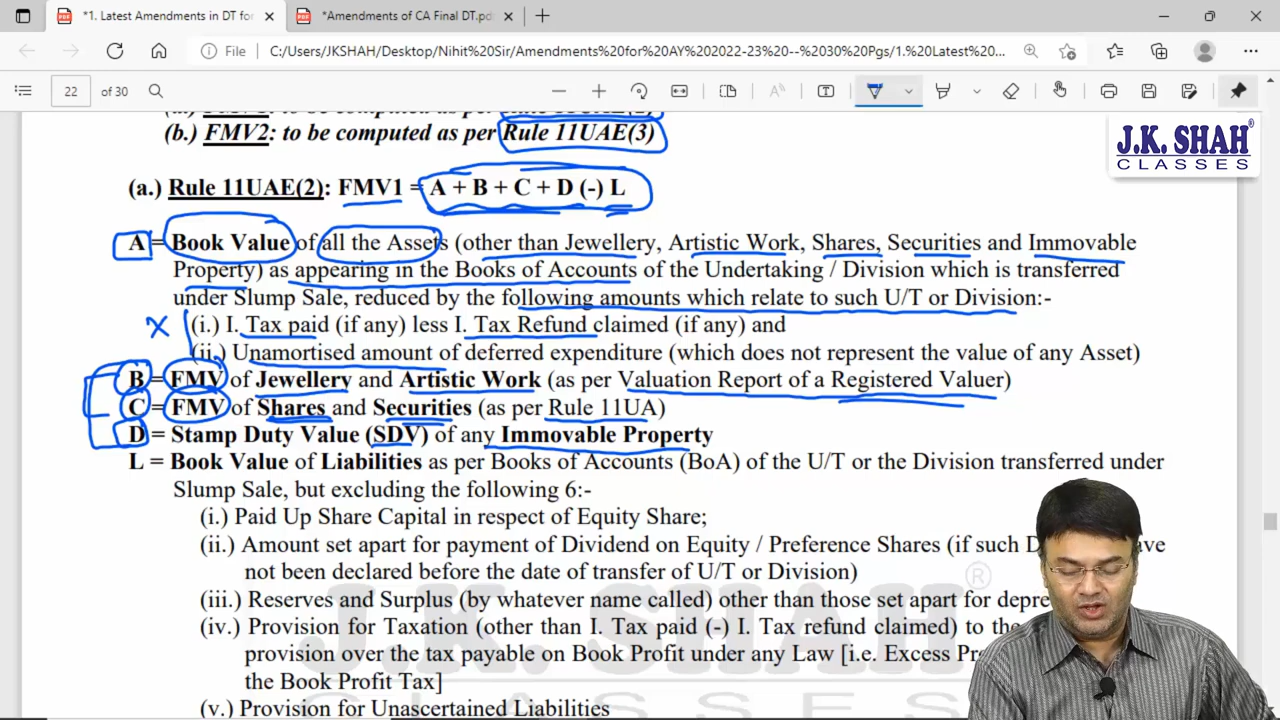 *1. Latest Amendments in DT for
*Amendments of CA Final DT.pd
File
C:/Users/JKSHAH/Desktop/Nihit%20Sir/Amendments%20for%20AY%202022-23%20--%2030%20Pgs/1.%20Latest%20...
22 of 30
(b.) FMV2: to be computed as per Rule 11UAE(3)
J.K. SHAH®
CLASSES
(a.) Rule 11UAE(2): FMV1 = A + B + C + D (-) L
A = Book Value of all the Assets (other than Jewellery, Artistic Work, Shares, Securities and Immovable
Property) as appearing in the Books of Accounts of the Undertaking / Division which is transferred
under Slump Sale, reduced by the following amounts which relate to such U/T or Division:-
X (i.) I. Tax paid (if any) less I. Tax Refund claimed (if any) and
(ii.) Unamortised amount of deferred expenditure (which does not represent the value of any Asset)
B = FMV of Jewellery and Artistic Work (as per Valuation Report of a Registered Valuer)
C = FMV of Shares and Securities (as per Rule 11UA)
D = Stamp Duty Value (SDV) of any Immovable Property
L = Book Value of Liabilities as per Books of Accounts (BoA) of the U/T or the Division transferred under
Slump Sale, but excluding the following 6:-
(i.) Paid Up Share Capital in respect of Equity Share;
(ii.) Amount set apart for payment of Dividend on Equity / Preference Shares (if such
not been declared before the date of transfer of U/T or Division)
(iii.) Reserves and Surplus (by whatever name called) other than those set apart for
(iv.) Provision for Taxation (other than I. Tax paid (-) I. Tax refund claimed) to the
provision over the tax payable on Book Profit under any Law [i.e. Excess
the Book Profit Tax]
(v.) Provision for Unascertained Liabilities
J.K. SHAH®